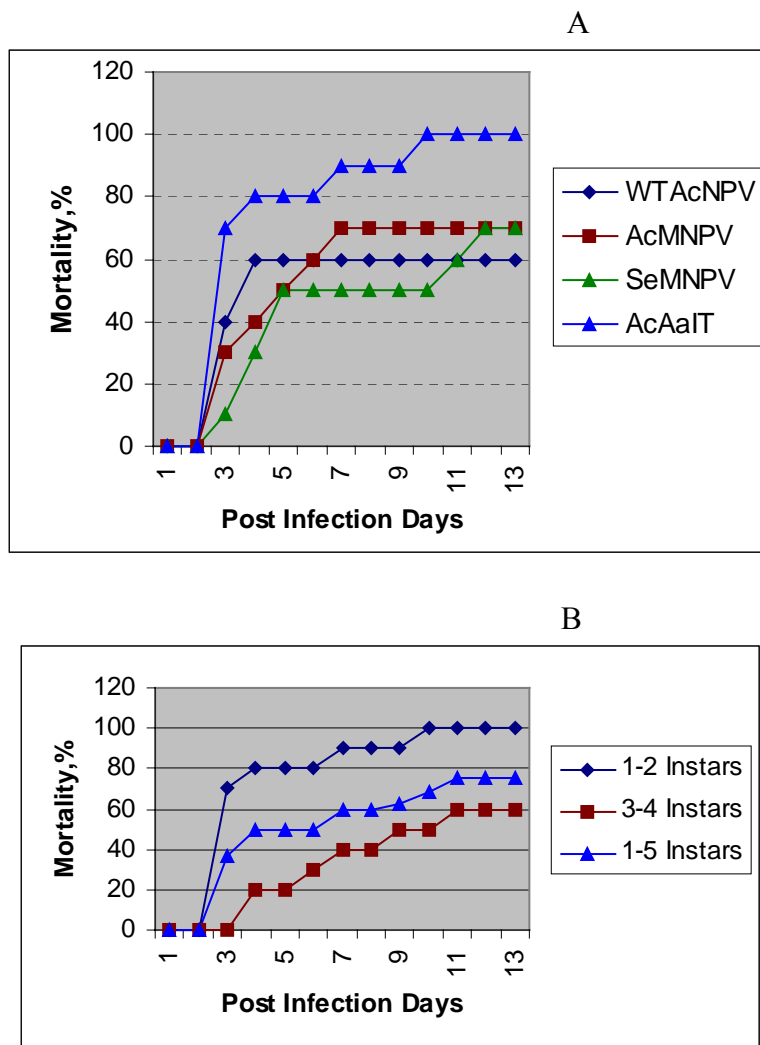 A
120
100
80
60
40
20
0
Mortality,%
1
3
5
7
9
11
13
Post Infection Days
WTAcNPV
AcMNPV
SeMNPV
AcAaIT
B
120
100
80
60
40
20
0
Mortality,%
1
3
5
7
9
11
13
Post Infection Days
1-2 Instars
3-4 Instars
1-5 Instars